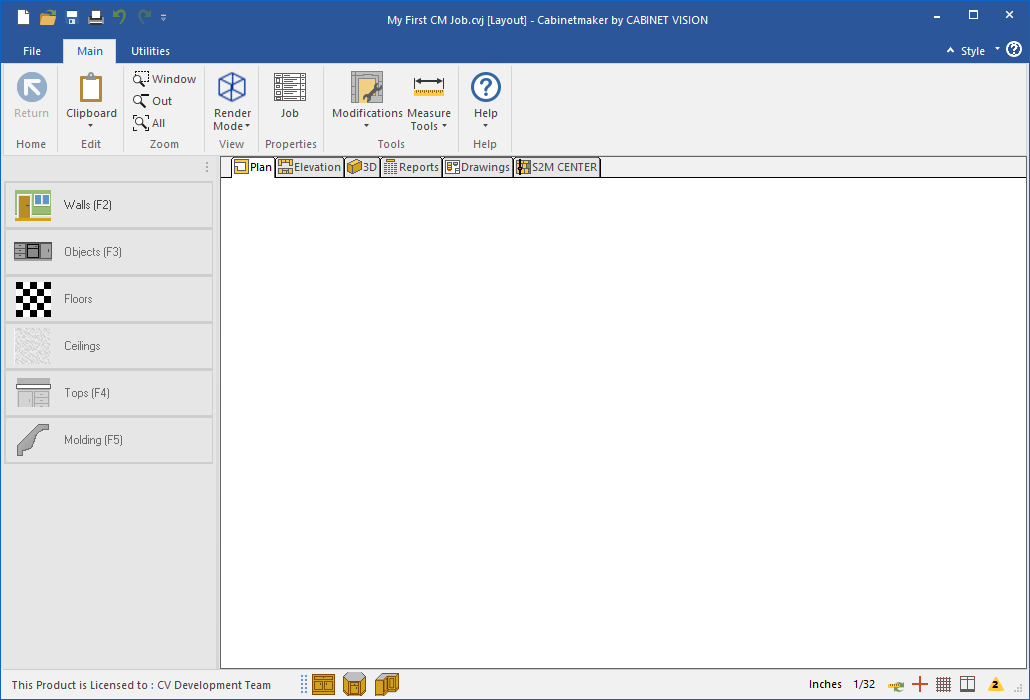 My First CM Job.cvj [Layout] - Cabinetmaker by CABINET VISION
File Main Utilities Style
Return
Home
Clipboard
Edit
Window
Out
All
Zoom
Render
Mode
View
Job
Properties
Modifications
Measure
Tools
Tools
Help
Help
Plan Elevation 3D Reports Drawings S2M CENTER
Walls (F2)
Objects (F3)
Floors
Ceilings
Tops (F4)
Molding (F5)
This Product is Licensed to : CV Development Team
Inches 1/32 2